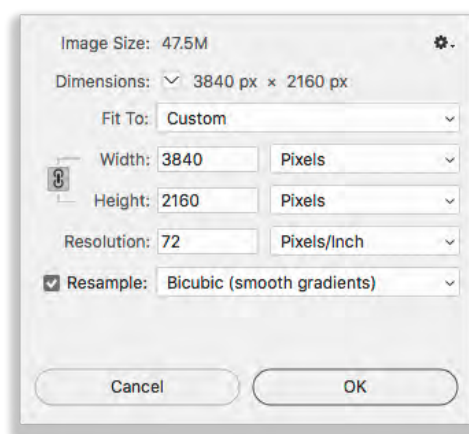 Image Size: 47.5M
Dimensions: 3840 px × 2160 px
Fit To: Custom
Width: 3840 Pixels
Height: 2160 Pixels
Resolution: 72 Pixels/Inch
Resample: Bicubic (smooth gradients)
Cancel OK